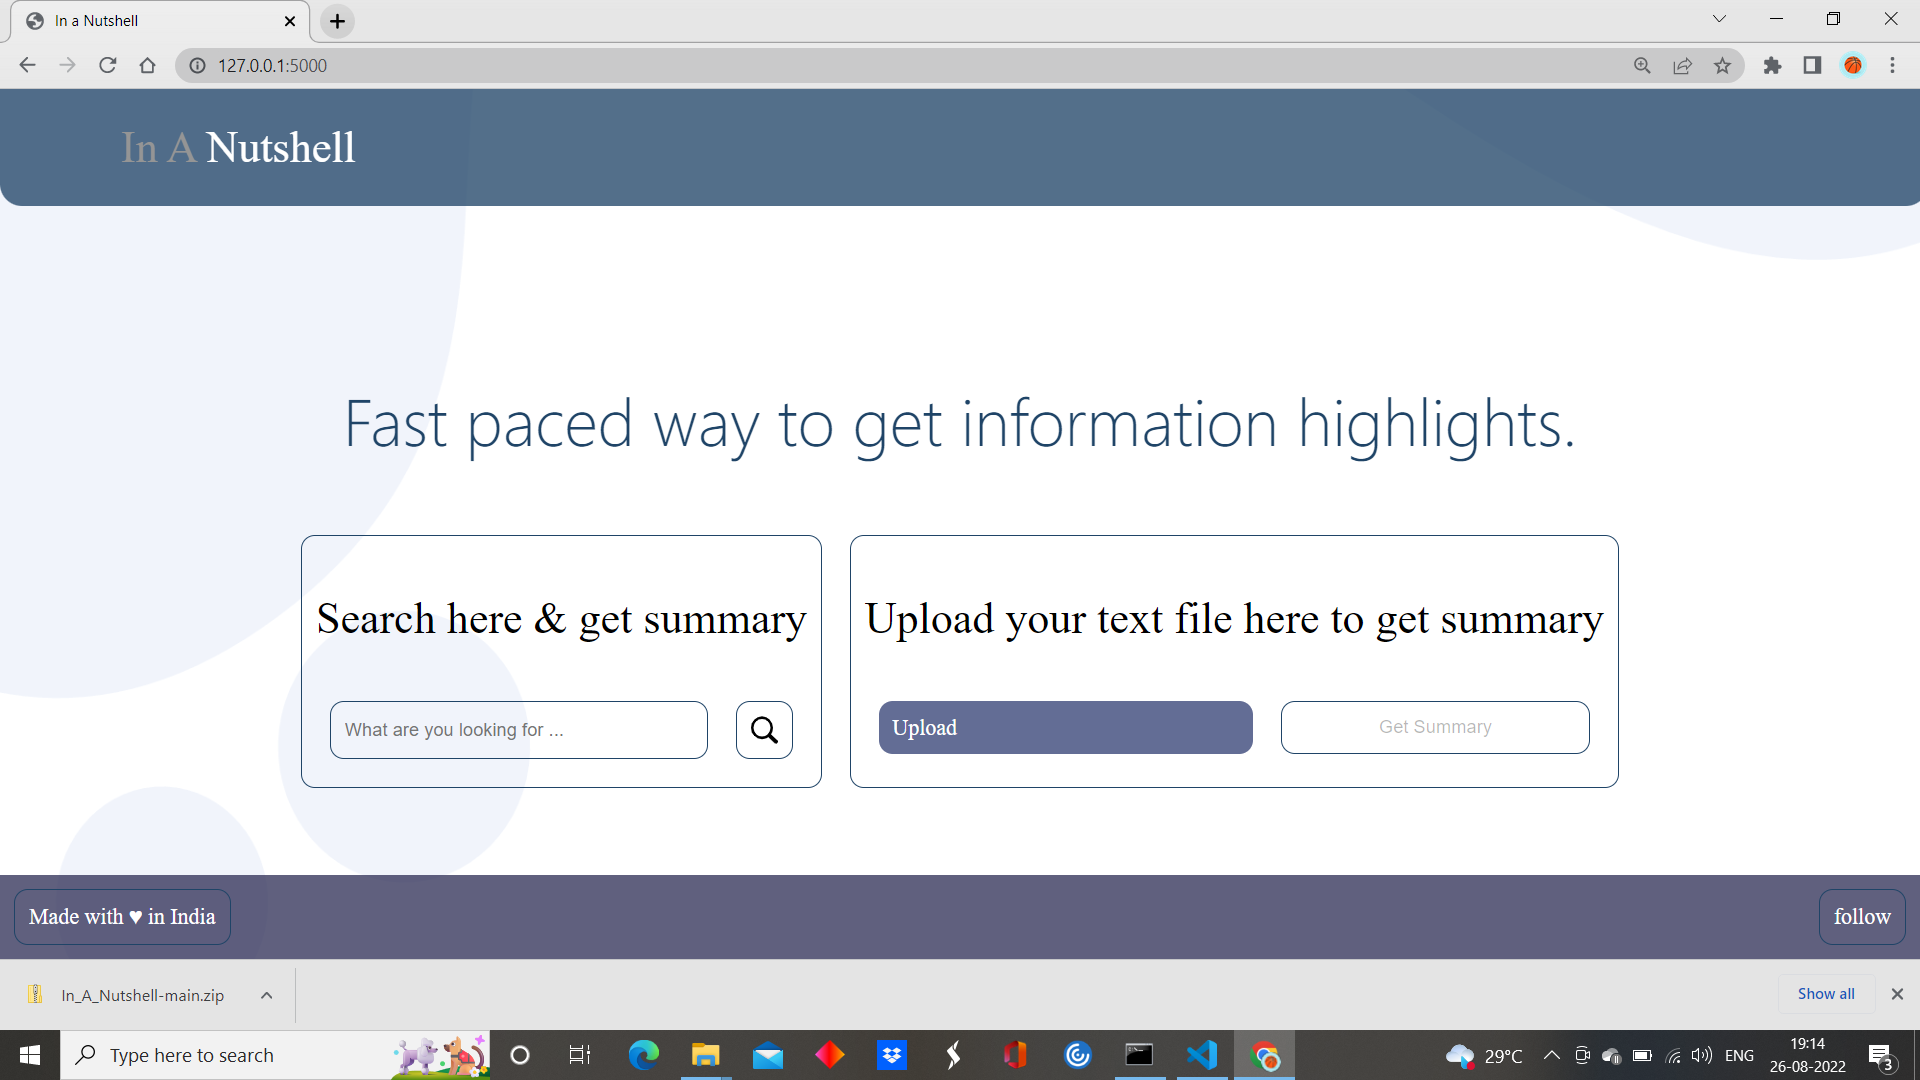 In a Nutshell
127.0.0.1:5000
In A Nutshell
Fast paced way to get information highlights.
Search here & get summary
What are you looking for ...
Upload your text file here to get summary
Upload
Get Summary
Made with ♥ in India
follow
In_A_Nutshell-main.zip
Show all
Type here to search
29°C
ENG
19:14
26-08-2022
3